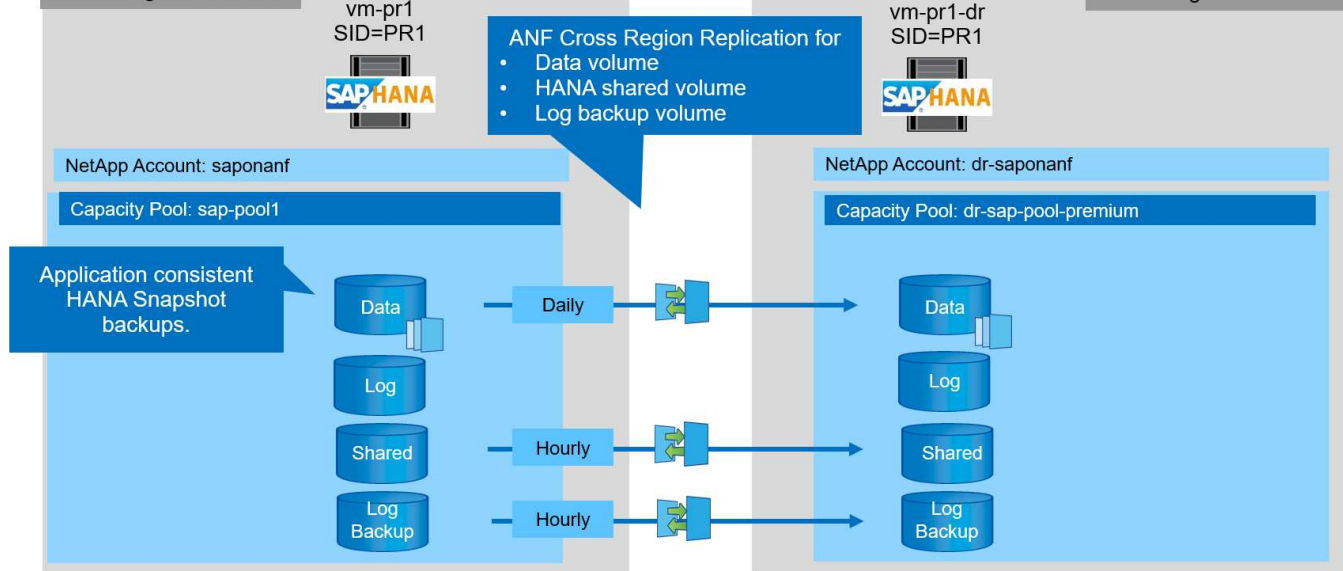 vm-pr1
SID=PR1
SAP HANA
ANF Cross Region Replication for
• Data volume
• HANA shared volume
• Log backup volume
vm-pr1-dr
SID=PR1
SAP HANA
NetApp Account: saponanf
Capacity Pool: sap-pool1
NetApp Account: dr-saponanf
Capacity Pool: dr-sap-pool-premium
Application consistent
HANA Snapshot
backups.
Data
Daily
Data
Log
Log
Shared
Hourly
Shared
Log
Backup
Hourly
Log
Backup